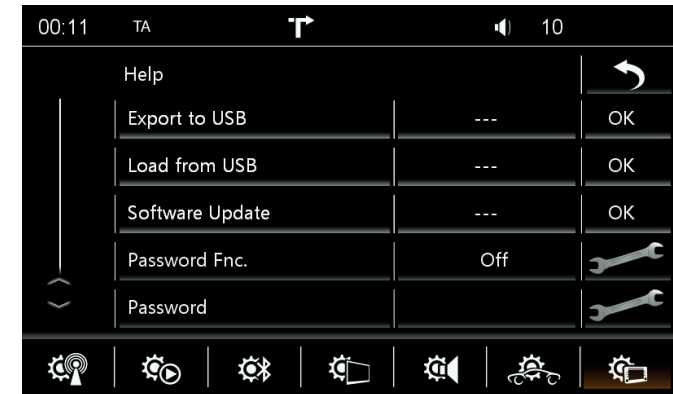 00:11 TA 10
Help
Export to USB --- OK
Load from USB --- OK
Software Update --- OK
Password Fnc. Off
Password